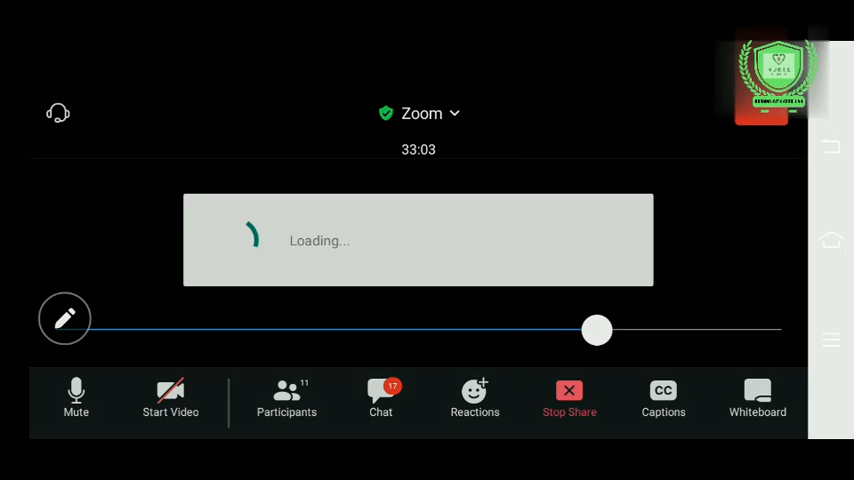 Zoom
33:03
Loading...
11
17
Mute
Start Video
Participants
Chat
Reactions
Stop Share
CC
Captions
Whiteboard